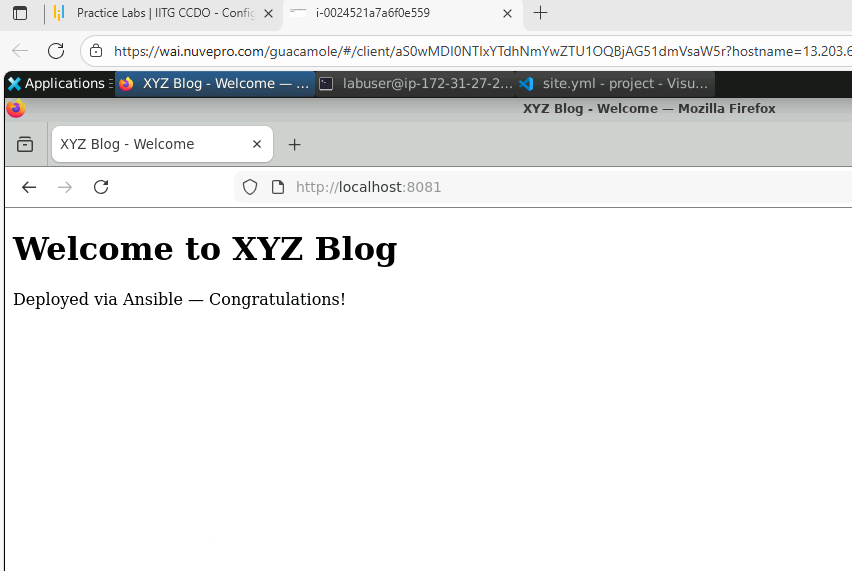 Practice Labs | IITG CCDO - Config
i-0024521a7a6f0e559
https://wai.nuvepro.com/guacamole/#/client/aS0wMDI0NTIxYTdhNmYwZTU1OQBjAG51dmVsaW5r?hostname=13.203.6
Applications
XYZ Blog - Welcome — ...
labuser@ip-172-31-27-2...
site.yml - project - Visu...
XYZ Blog - Welcome — Mozilla Firefox
XYZ Blog - Welcome
http://localhost:8081
Welcome to XYZ Blog
Deployed via Ansible — Congratulations!